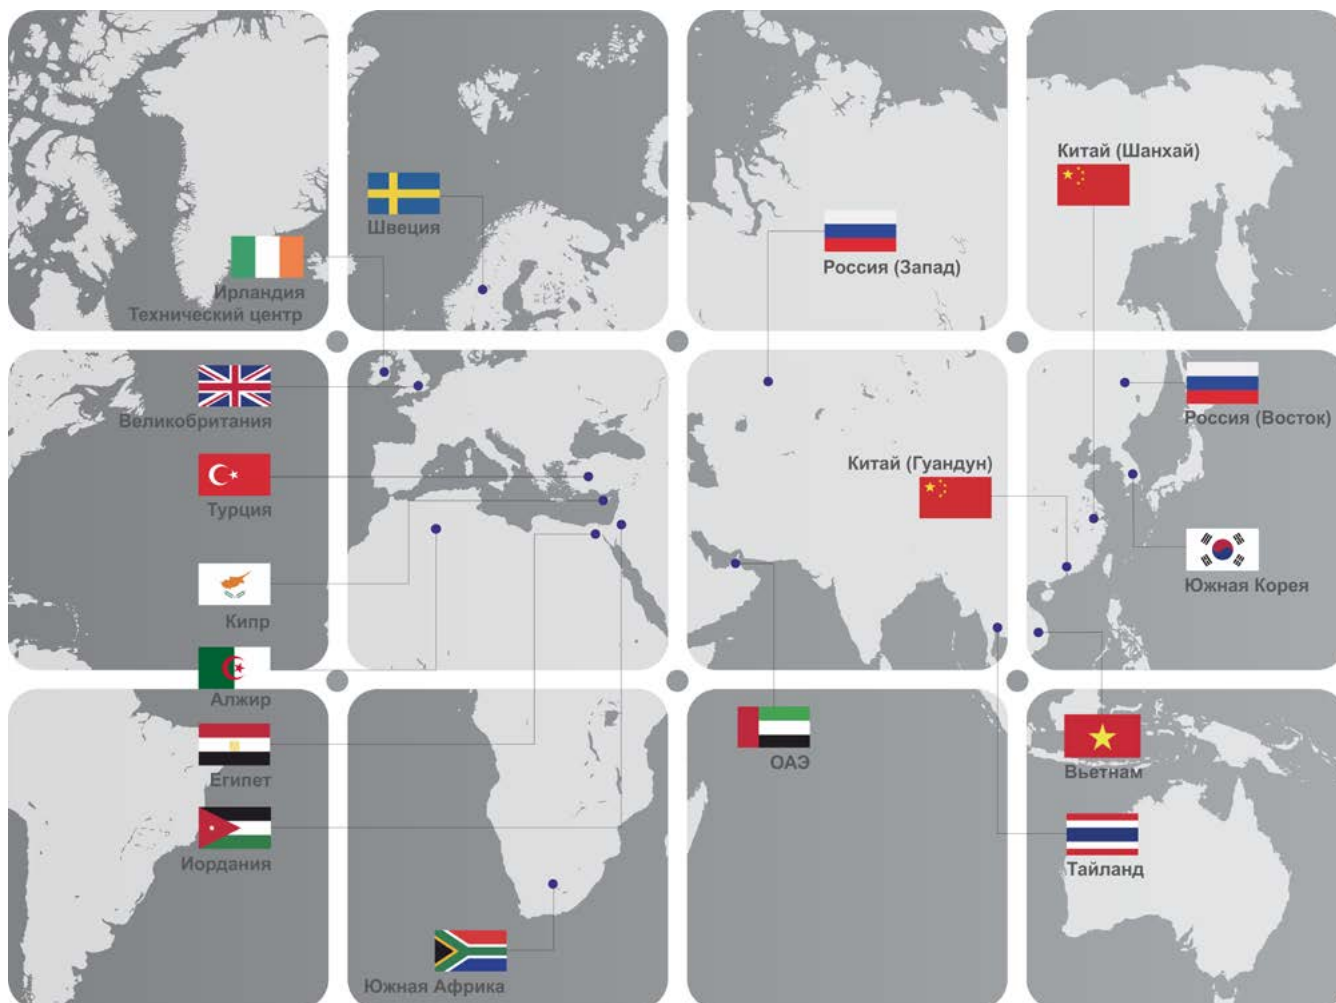 Китай (Шанхай)
Швеция
Россия (Запад)
Ирландия
Технический центр
Великобритания
Россия (Восток)
Китай (Гуандун)
Турция
Южная Корея
Кипр
Алжир
Египет
ОАЭ
Вьетнам
Иордания
Тайланд
Южная Африка